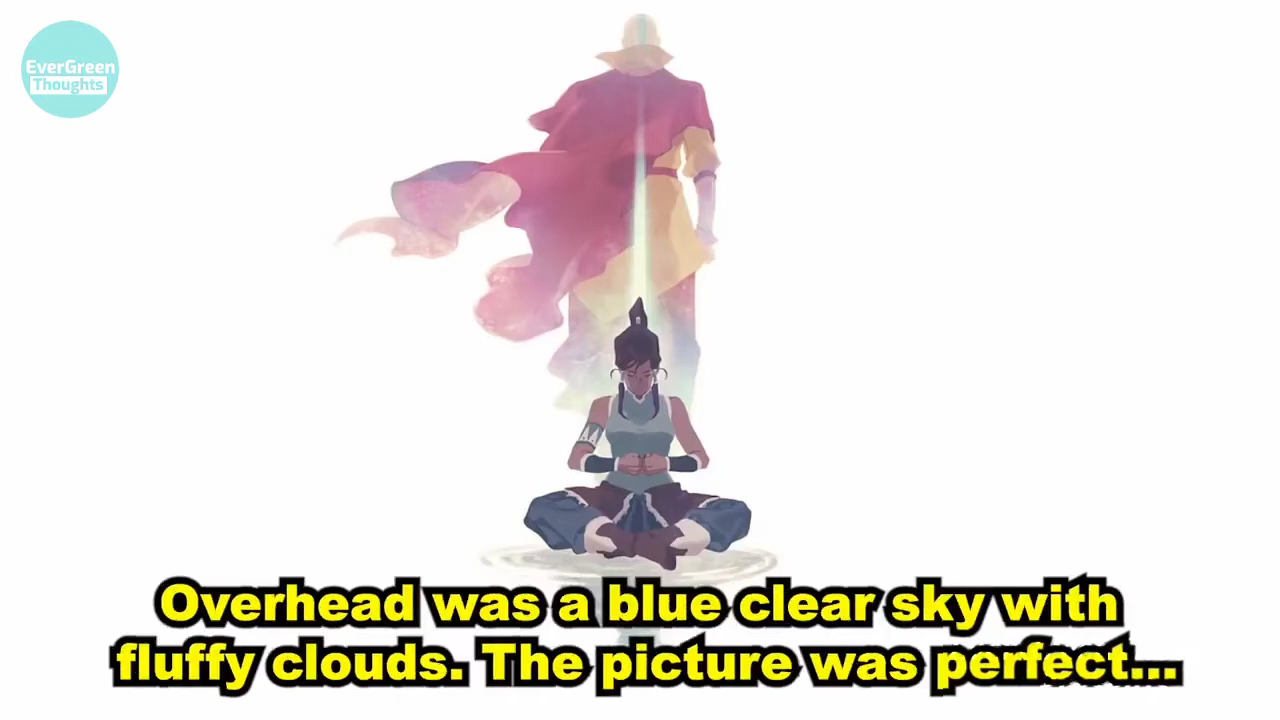 EverGreen
Thoughts
Overhead was a blue clear sky with
fluffy clouds. The picture was perfect...